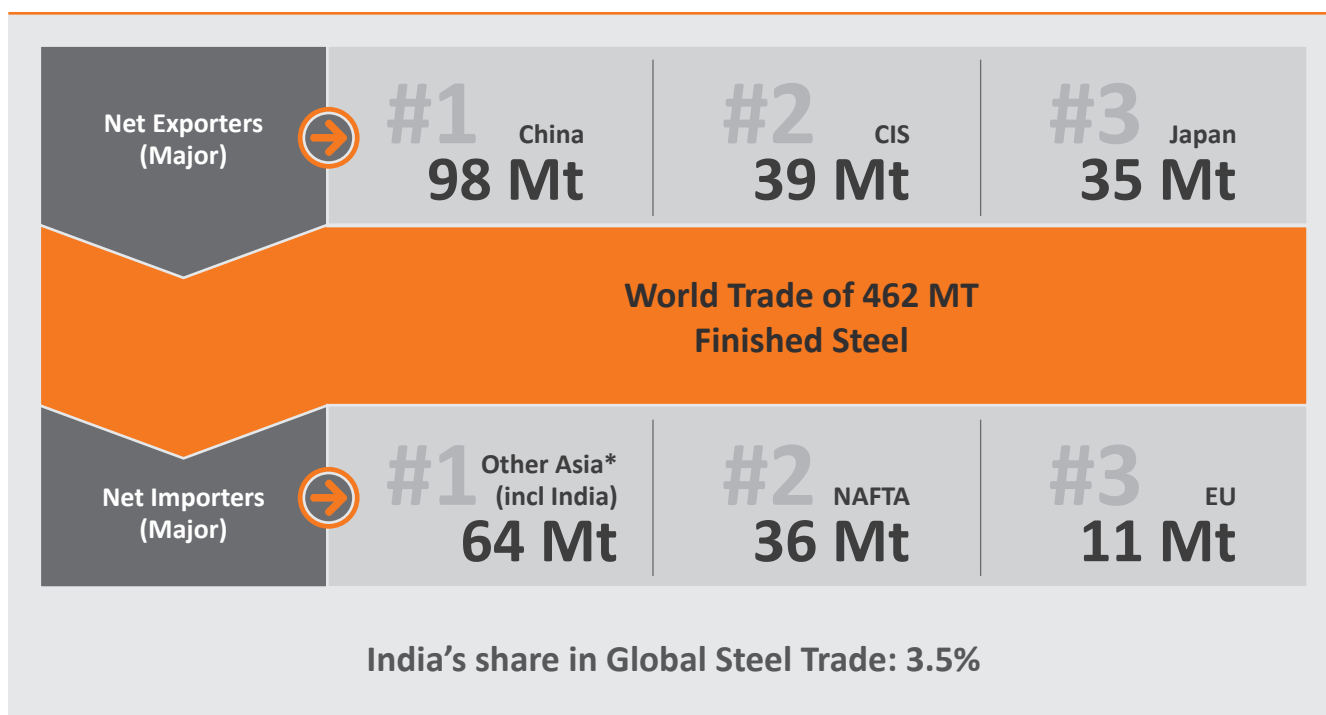 Net Exporters
(Major)
#1 China
98 Mt
#2 CIS
39 Mt
#3 Japan
35 Mt
World Trade of 462 MT
Finished Steel
Net Importers
(Major)
#1 Other Asia*
(incl India)
64 Mt
#2 NAFTA
36 Mt
#3 EU
11 Mt
India’s share in Global Steel Trade: 3.5%